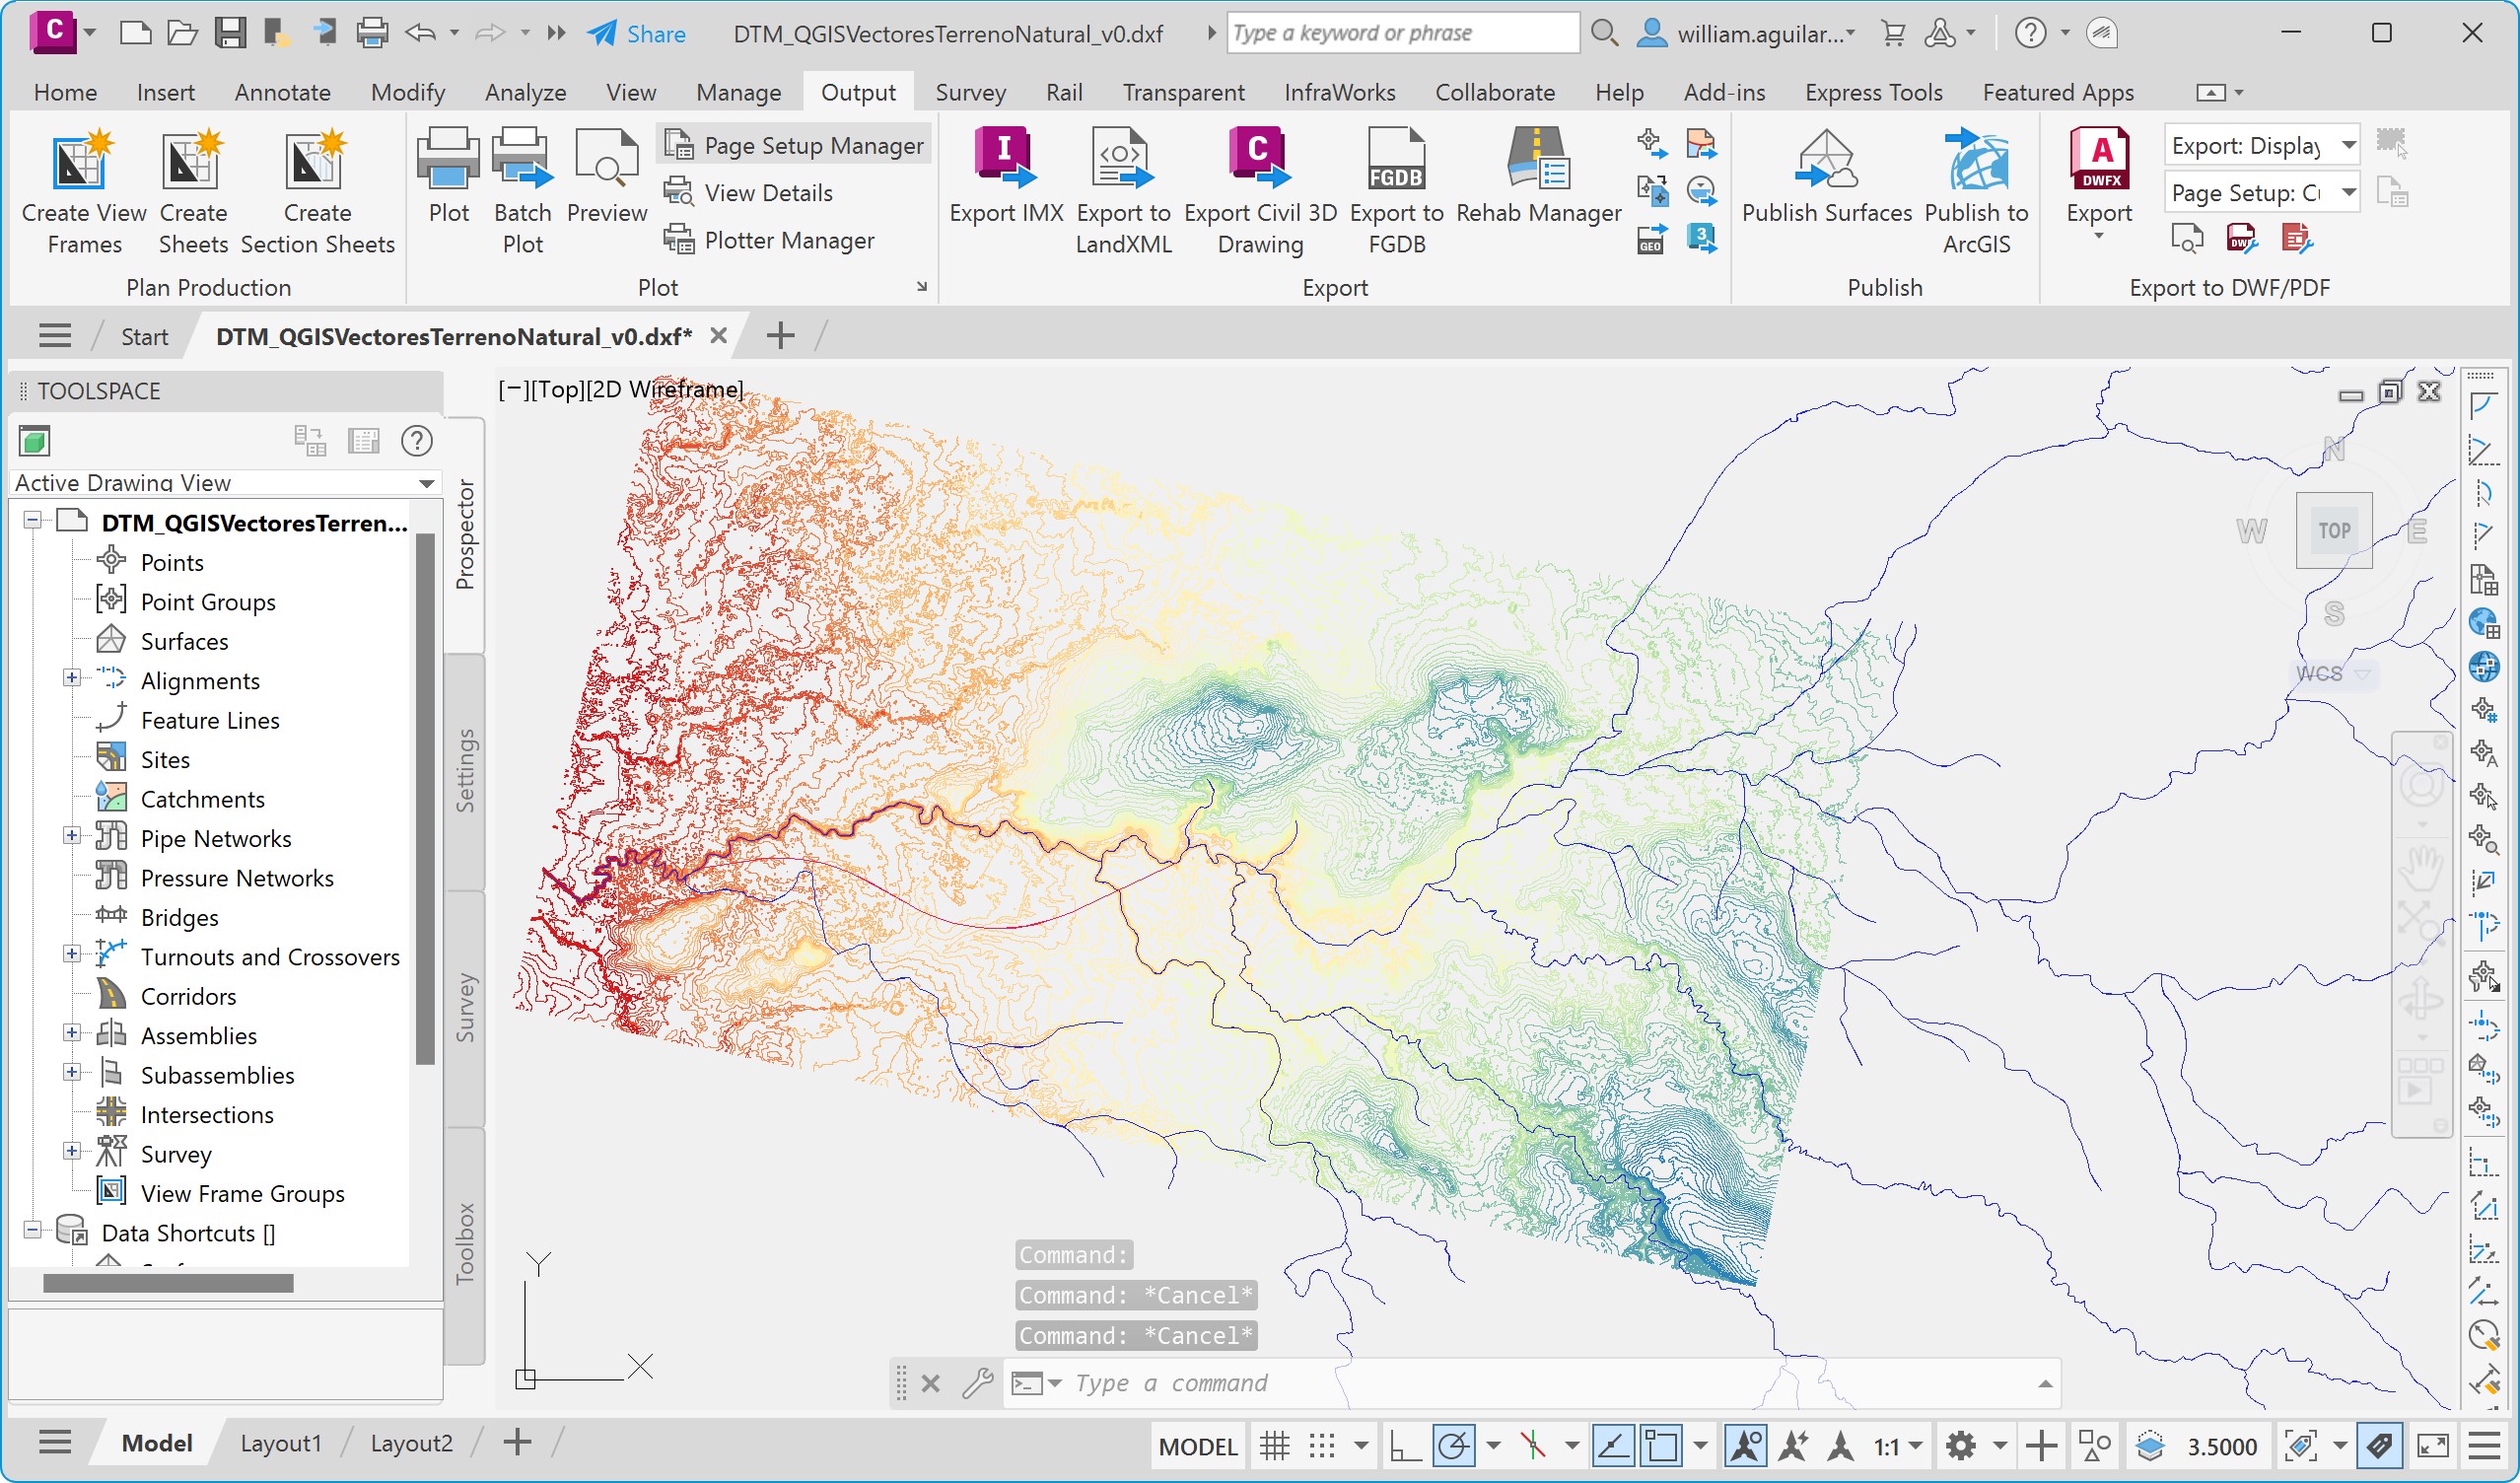 C
Share
DTM_QGISVectoresTerrenoNatural_v0.dxf
Type a keyword or phrase
william.aguilar...
Home Insert Annotate Modify Analyze View Manage Output Survey Rail Transparent InfraWorks Collaborate Help Add-ins Express Tools Featured Apps
Create View Frames
Create Sheets
Create Section Sheets
Plan Production
Plot
Batch Plot
Preview
Page Setup Manager
View Details
Plotter Manager
Plot
I
Export IMX
Export to LandXML
C
Export Civil 3D Drawing
FGDB
Export to FGDB
Rehab Manager
GEO
3
Export
Publish Surfaces
Publish to ArcGIS
Publish
A
DWFX
Export
Export: Display
Page Setup: Cu
DWF
Export to DWF/PDF
Start
DTM_QGISVectoresTerrenoNatural_v0.dxf*
TOOLSPACE
Active Drawing View
DTM_QGISVectoresTerren...
Points
Point Groups
Surfaces
Alignments
Feature Lines
Sites
Catchments
Pipe Networks
Pressure Networks
Bridges
Turnouts and Crossovers
Corridors
Assemblies
Subassemblies
Intersections
Survey
View Frame Groups
Data Shortcuts []
Prospector
Settings
Survey
Toolbox
[−][Top][2D Wireframe]
N
W
TOP
E
S
WCS
Y
X
Command:
Command: *Cancel*
Command: *Cancel*
Type a command
Model
Layout1
Layout2
MODEL
1:1
3.5000